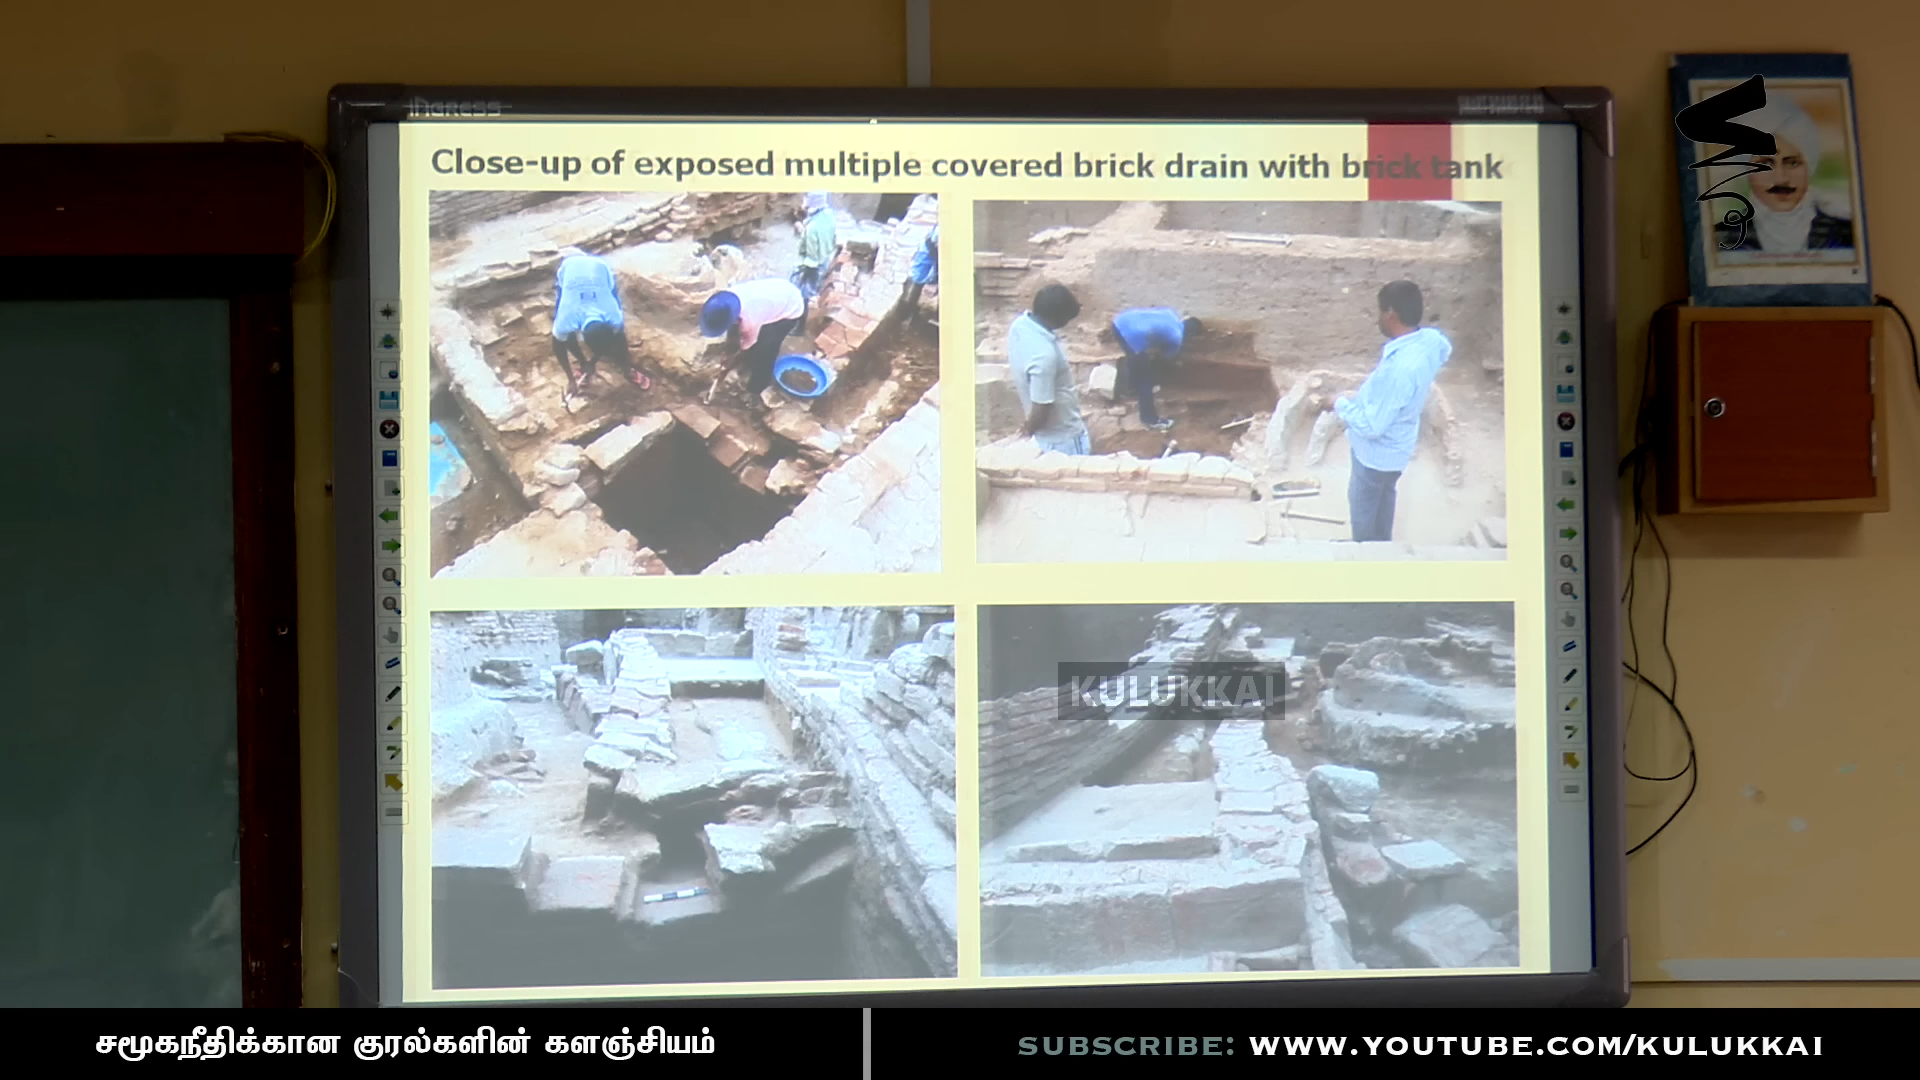 INGRESS
Close-up of exposed multiple covered brick drain with brick tank
KULUKKAI
சமூகநீதிக்கான குரல்களின் களஞ்சியம்
SUBSCRIBE: WWW.YOUTUBE.COM/KULUKKAI